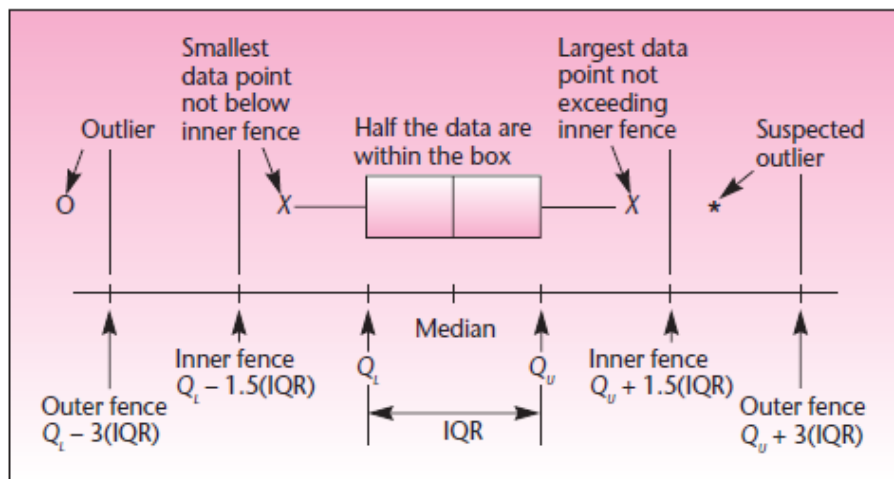 Smallest
data point
not below
inner fence
Largest data
point not
exceeding
inner fence
Outlier
Half the data are
within the box
Suspected
outlier
O
X
X
*
Median
Inner fence
Q_L – 1.5(IQR)
Q_L
Q_U
Inner fence
Q_U + 1.5(IQR)
Outer fence
Q_L – 3(IQR)
IQR
Outer fence
Q_U + 3(IQR)